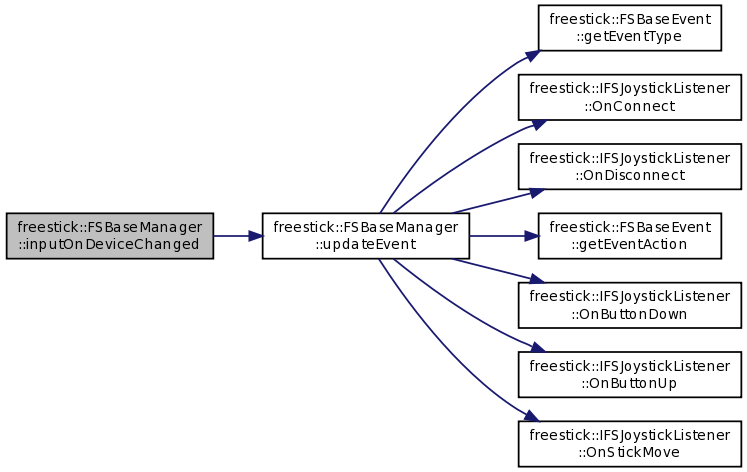 freestick::FSBaseManager
::inputOnDeviceChanged
freestick::FSBaseManager
::updateEvent
freestick::FSBaseEvent
::getEventType
freestick::IFSJoystickListener
::OnConnect
freestick::IFSJoystickListener
::OnDisconnect
freestick::FSBaseEvent
::getEventAction
freestick::IFSJoystickListener
::OnButtonDown
freestick::IFSJoystickListener
::OnButtonUp
freestick::IFSJoystickListener
::OnStickMove